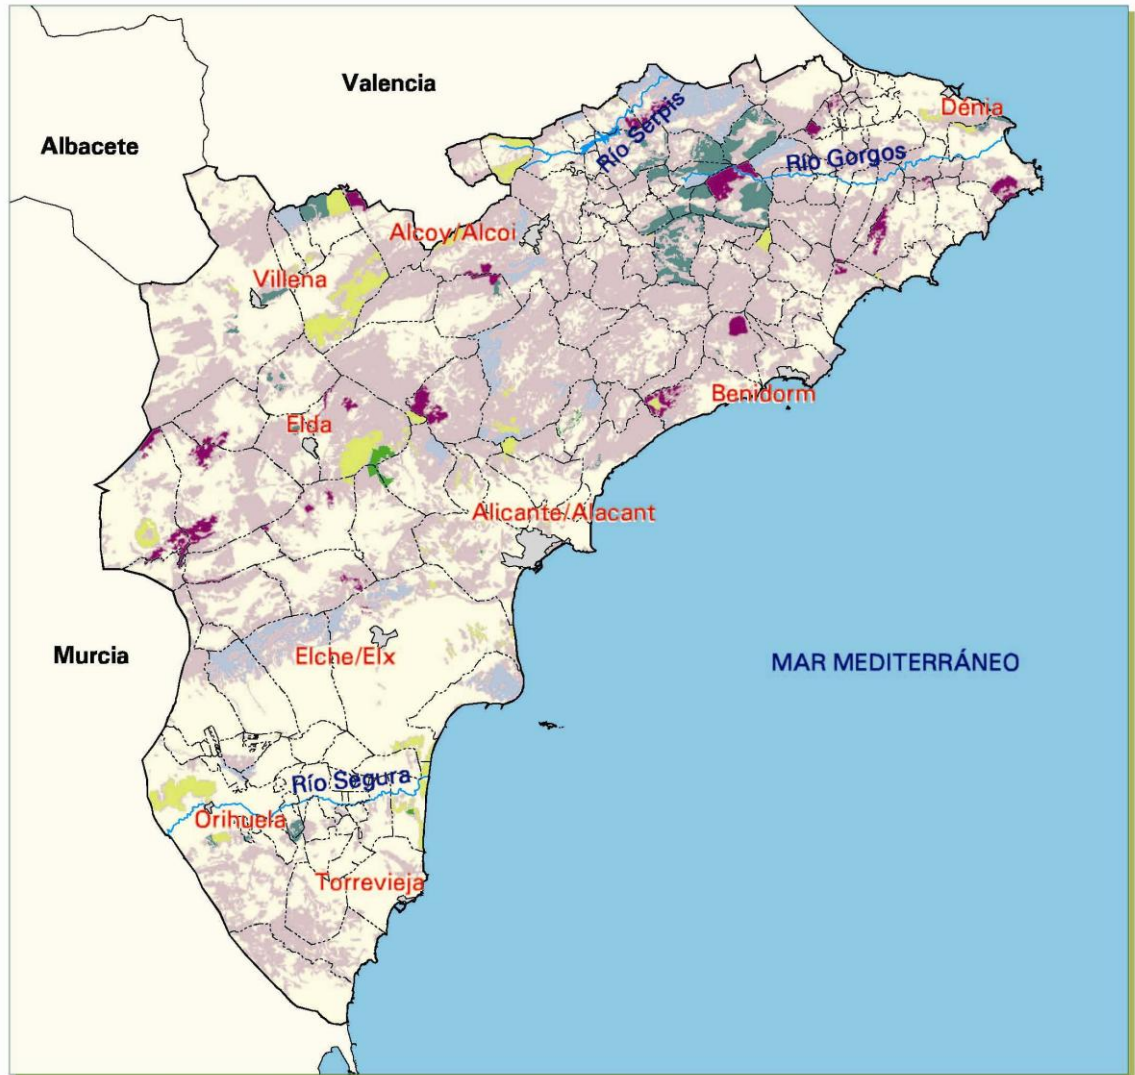 Valencia
Albacete
Dénia
Río Serpis
Río Gorgos
Alcoy/Alcoi
Villena
Benidorm
Elda
Alicante/Alacant
Murcia
Elche/Elx
MAR MEDITERRÁNEO
Río Segura
Orihuela
Torrevieja